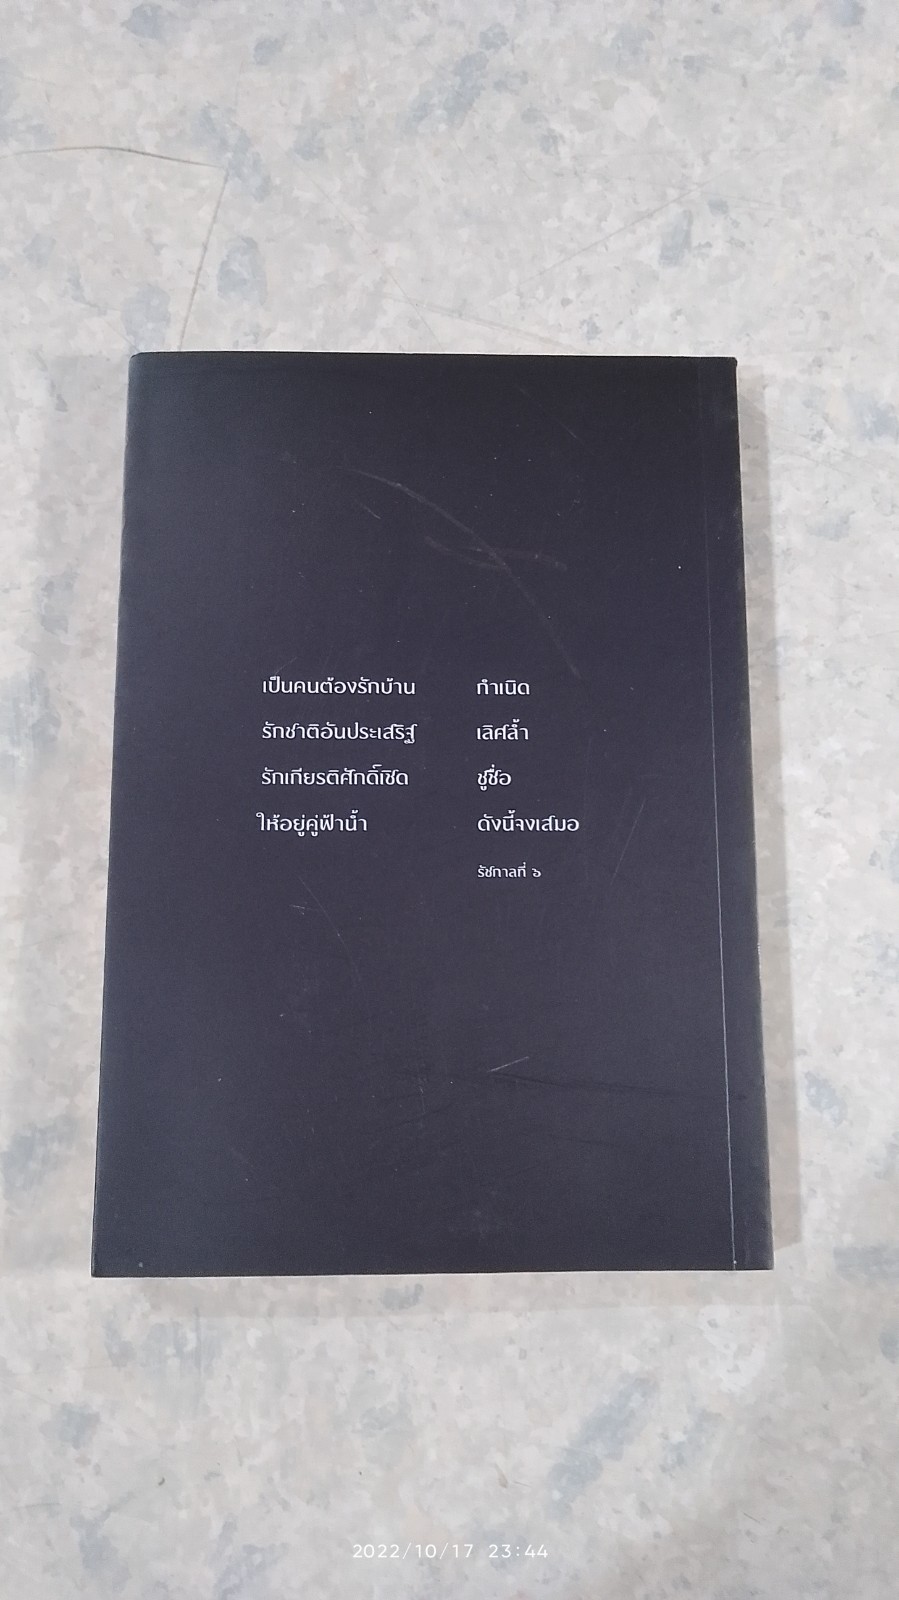 เป็นคนต้องรักบ้าน กำเนิด
รักชาติอันประเสริฐ เลิศล้ำ
รักเกียรติศักดิ์เชิด ชูชื่อ
ให้อยู่คู่ฟ้าน้ำ ดังนี้จงเสมอ
รัชกาลที่ ๖
2022/10/17 23:44